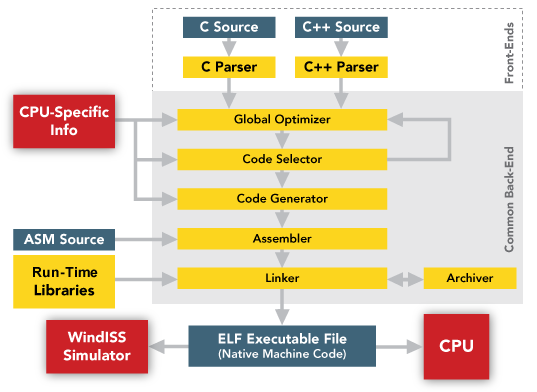 C Source
C++ Source
C Parser
C++ Parser
Front-Ends
CPU-Specific
Info
Global Optimizer
Code Selector
Code Generator
Common Back-End
ASM Source
Assembler
Run-Time
Libraries
Linker
Archiver
WindISS
Simulator
ELF Executable File
(Native Machine Code)
CPU